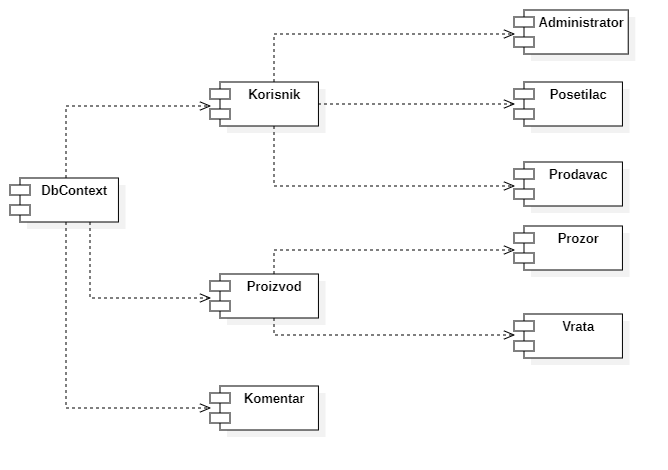 Administrator
Korisnik
Posetilac
DbContext
Prodavac
Prozor
Proizvod
Vrata
Komentar